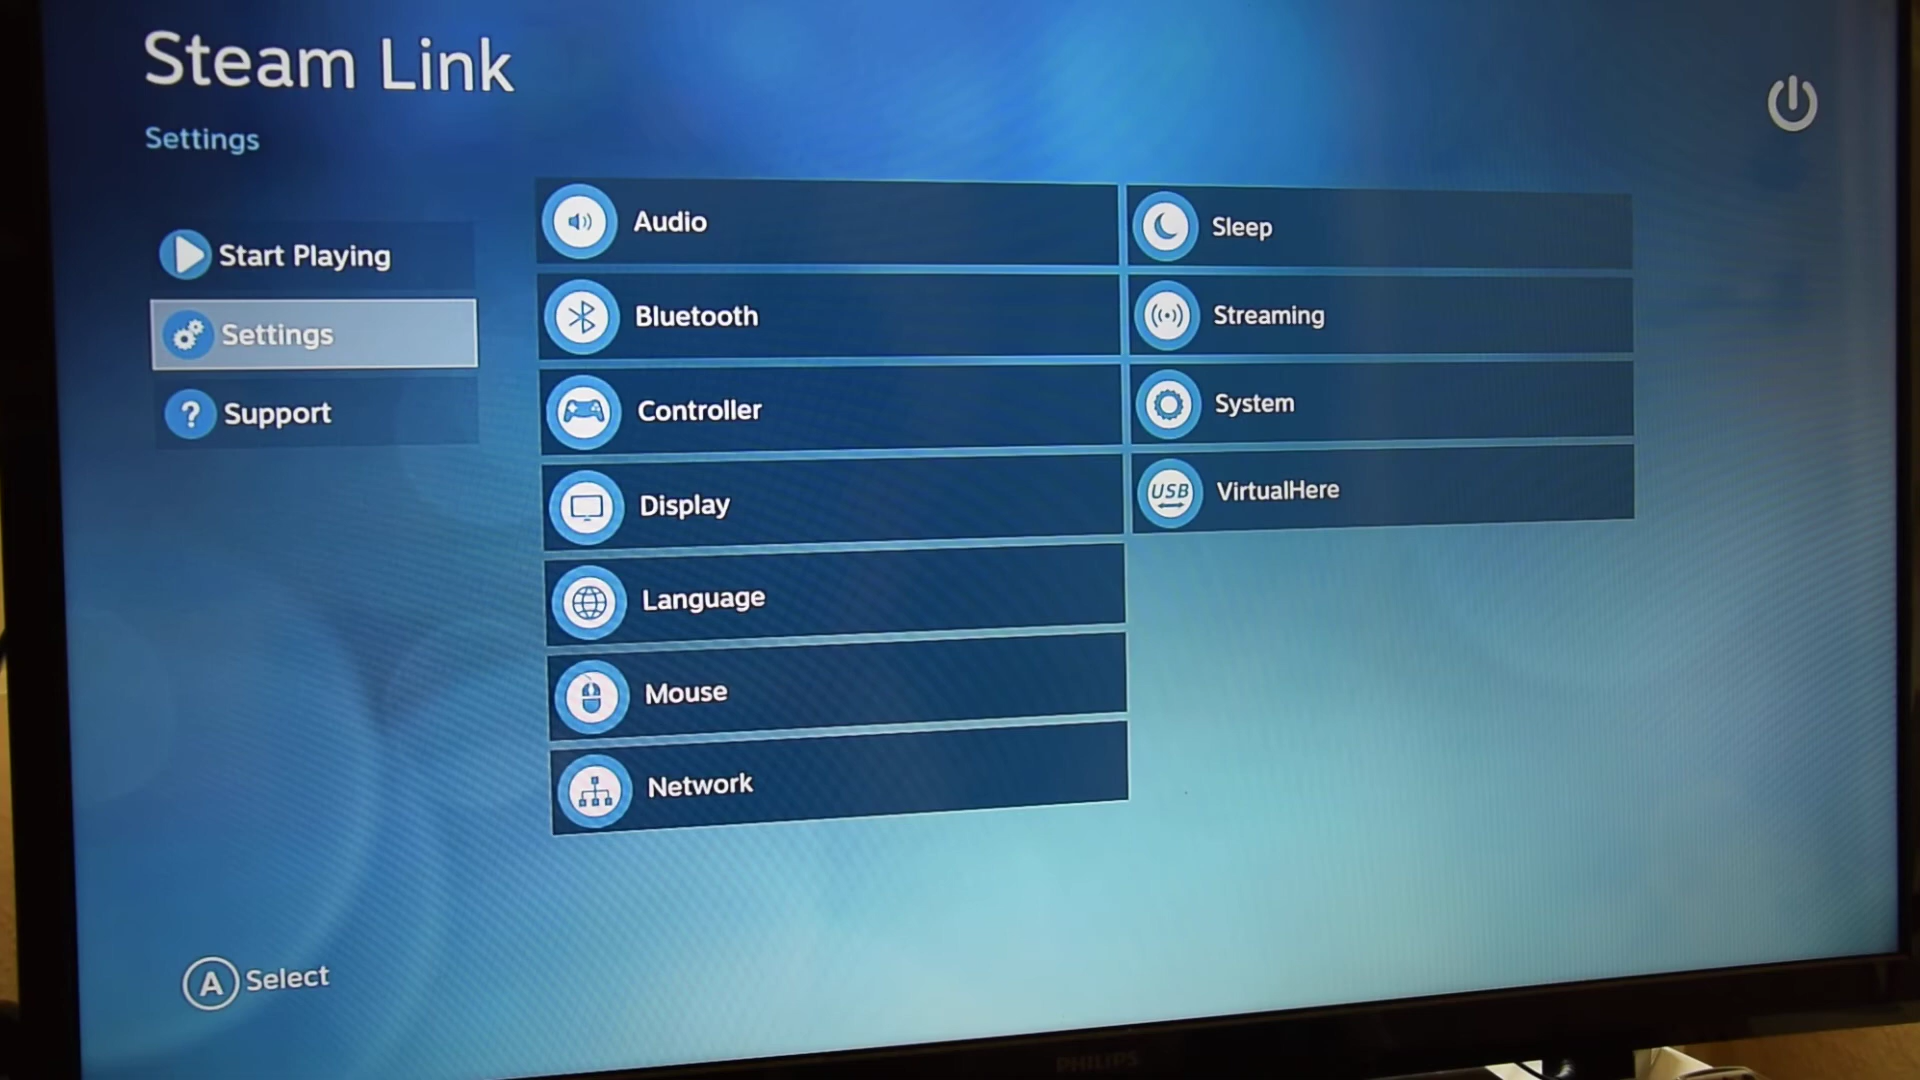 Steam Link
Settings
Start Playing
Settings
? Support
Audio
Bluetooth
Controller
Display
Language
Mouse
Network
Sleep
Streaming
System
USB VirtualHere
A Select
PHILIPS